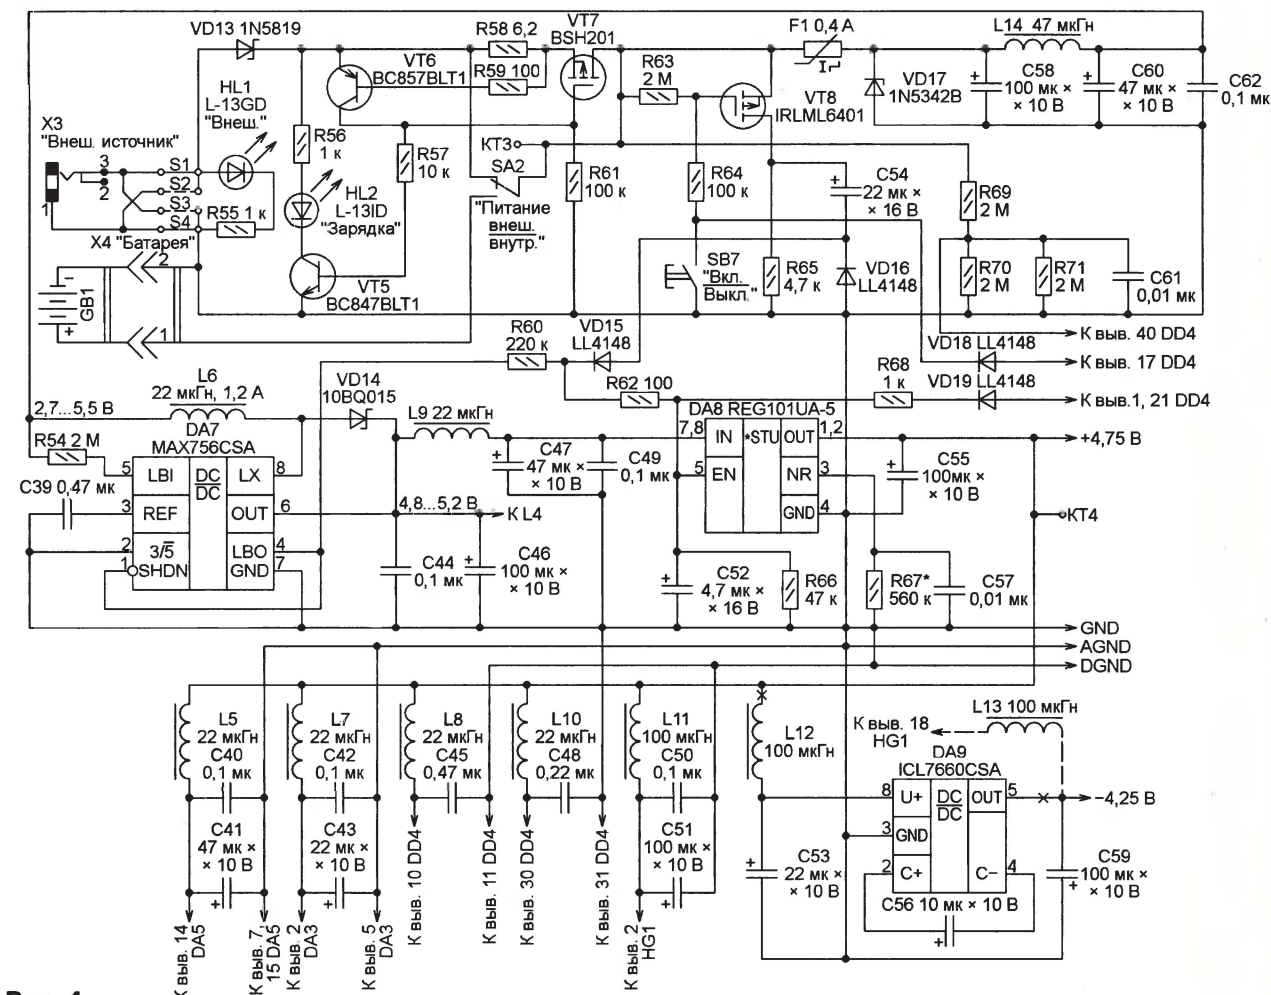 VD13 1N5819
R58 6,2
VT7
BSH201
F1 0,4 А
L14 47 мкГн
VT6
BC857BLT1
R59 100
R63
2 М
HL1
L-13GD
"Внеш."
X3
"Внеш. источник"
3
2
1
S1
S2
S3
S4
R56
1 к
R57
10 к
КТ3
SA2
"Питание
внеш.
внутр."
R61
100 к
R64
100 к
VT8
IRLML6401
VD17
1N5342B
C58
100 мк ×
× 10 В
C60
47 мк ×
× 10 В
C62
0,1 мк
C54
22 мк ×
× 16 В
R69
2 М
HL2
L-13ID
"Зарядка"
R55 1 к
X4 "Батарея"
2
1
GB1
VT5
BC847BLT1
SB7
"Вкл.
Выкл."
R65
4,7 к
VD16
LL4148
R70
2 М
R71
2 М
C61
0,01 мк
К выв. 40 DD4
R60
220 к
VD15
LL4148
VD18 LL4148
К выв. 17 DD4
R62 100
R68
1 к
VD19 LL4148
К выв.1, 21 DD4
L6
22 мкГн, 1,2 А
2,7...5,5 В
VD14
10BQ015
L9 22 мкГн
R54 2 М
DA7
MAX756CSA
C39 0,47 мк
5 LBI DC LX 8
DC
3 REF OUT 6
2 3/5 LBO 4
1 SHDN GND 7
4,8...5,2 В
К L4
C47
47 мк ×
× 10 В
C49
0,1 мк
DA8 REG101UA-5
7,8 IN *STU OUT 1,2
5 EN NR 3
GND 4
+4,75 В
C55
100мк×
× 10 В
КТ4
C44
0,1 мк
C46
100 мк ×
× 10 В
C52
4,7 мк ×
× 16 В
R66
47 к
R67*
560 к
C57
0,01 мк
GND
AGND
DGND
L5
22 мкГн
C40
0,1 мк
L7
22 мкГн
C42
0,1 мк
L8
22 мкГн
C45
0,47 мк
L10
22 мкГн
C48
0,22 мк
L11
100 мкГн
C50
0,1 мк
L12
100 мкГн
К выв. 18
HG1
L13 100 мкГн
DA9
ICL7660CSA
8 U+ DC OUT 5
DC
3 GND
2 C+ C− 4
−4,25 В
C41
47 мк ×
× 10 В
C43
22 мк ×
× 10 В
C51
100 мк ×
× 10 В
C53
22 мк ×
× 10 В
C59
100 мк ×
× 10 В
C56 10 мк × 10 В
К выв. 14
DA5
К выв. 7,
15 DA5
К выв. 2
DA3
К выв. 5
DA3
К выв. 10 DD4
К выв. 11 DD4
К выв. 30 DD4
К выв. 31 DD4
К выв. 2
HG1